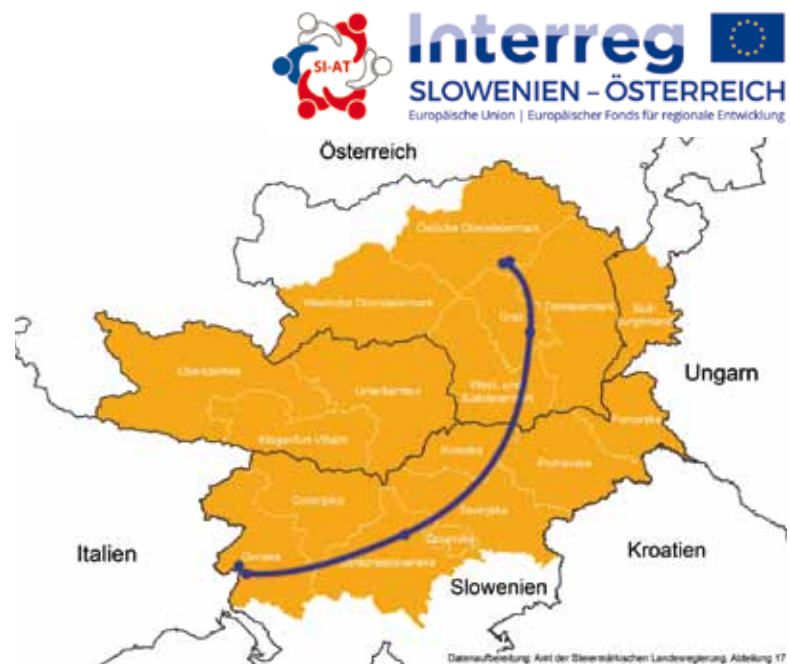 SI-AT
Interreg
SLOWENIEN – ÖSTERREICH
Europäische Union | Europäischer Fonds für regionale Entwicklung
Österreich
Östliche Obersteiermark
Westliche Obersteiermark
Graz
Oststeiermark
Süd-
burgenland
Oberkärnten
Unterkärnten
West- und
Südsteiermark
Ungarn
Klagenfurt-Villach
Koroška
Pomurska
Podravska
Gorenjska
Savinjska
Italien
Goriška
Kroatien
Slowenien
Datenaufbereitung: Amt der Steiermärkischen Landesregierung, Abteilung 17